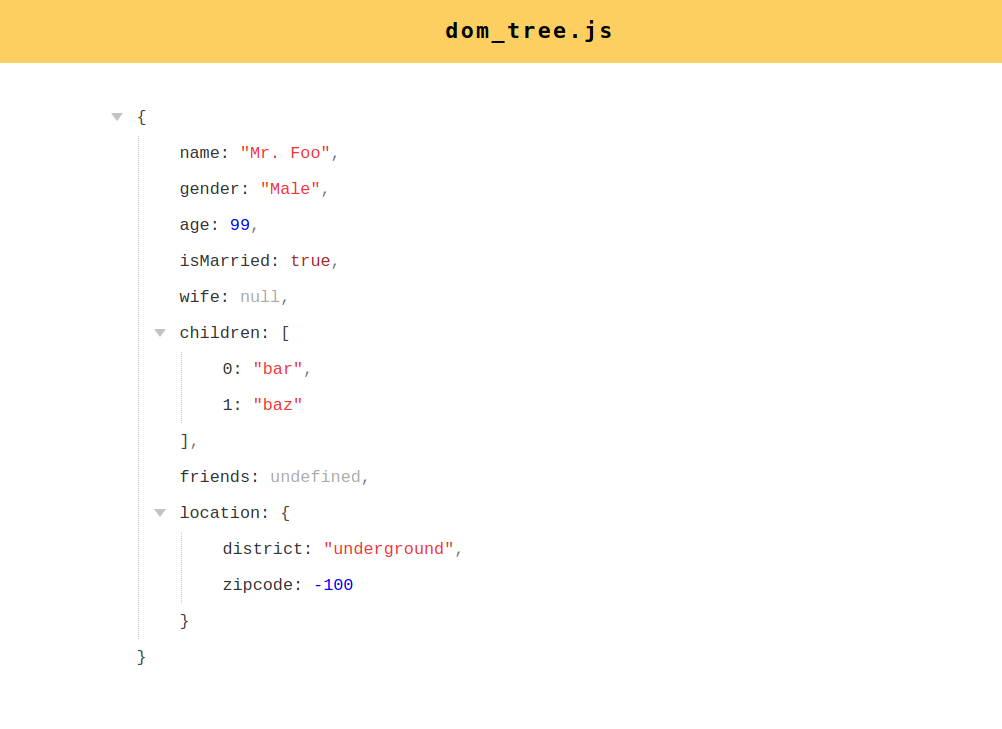 dom_tree.js
{
name: "Mr. Foo",
gender: "Male",
age: 99,
isMarried: true,
wife: null,
children: [
0: "bar",
1: "baz"
],
friends: undefined,
location: {
district: "underground",
zipcode: -100
}
}